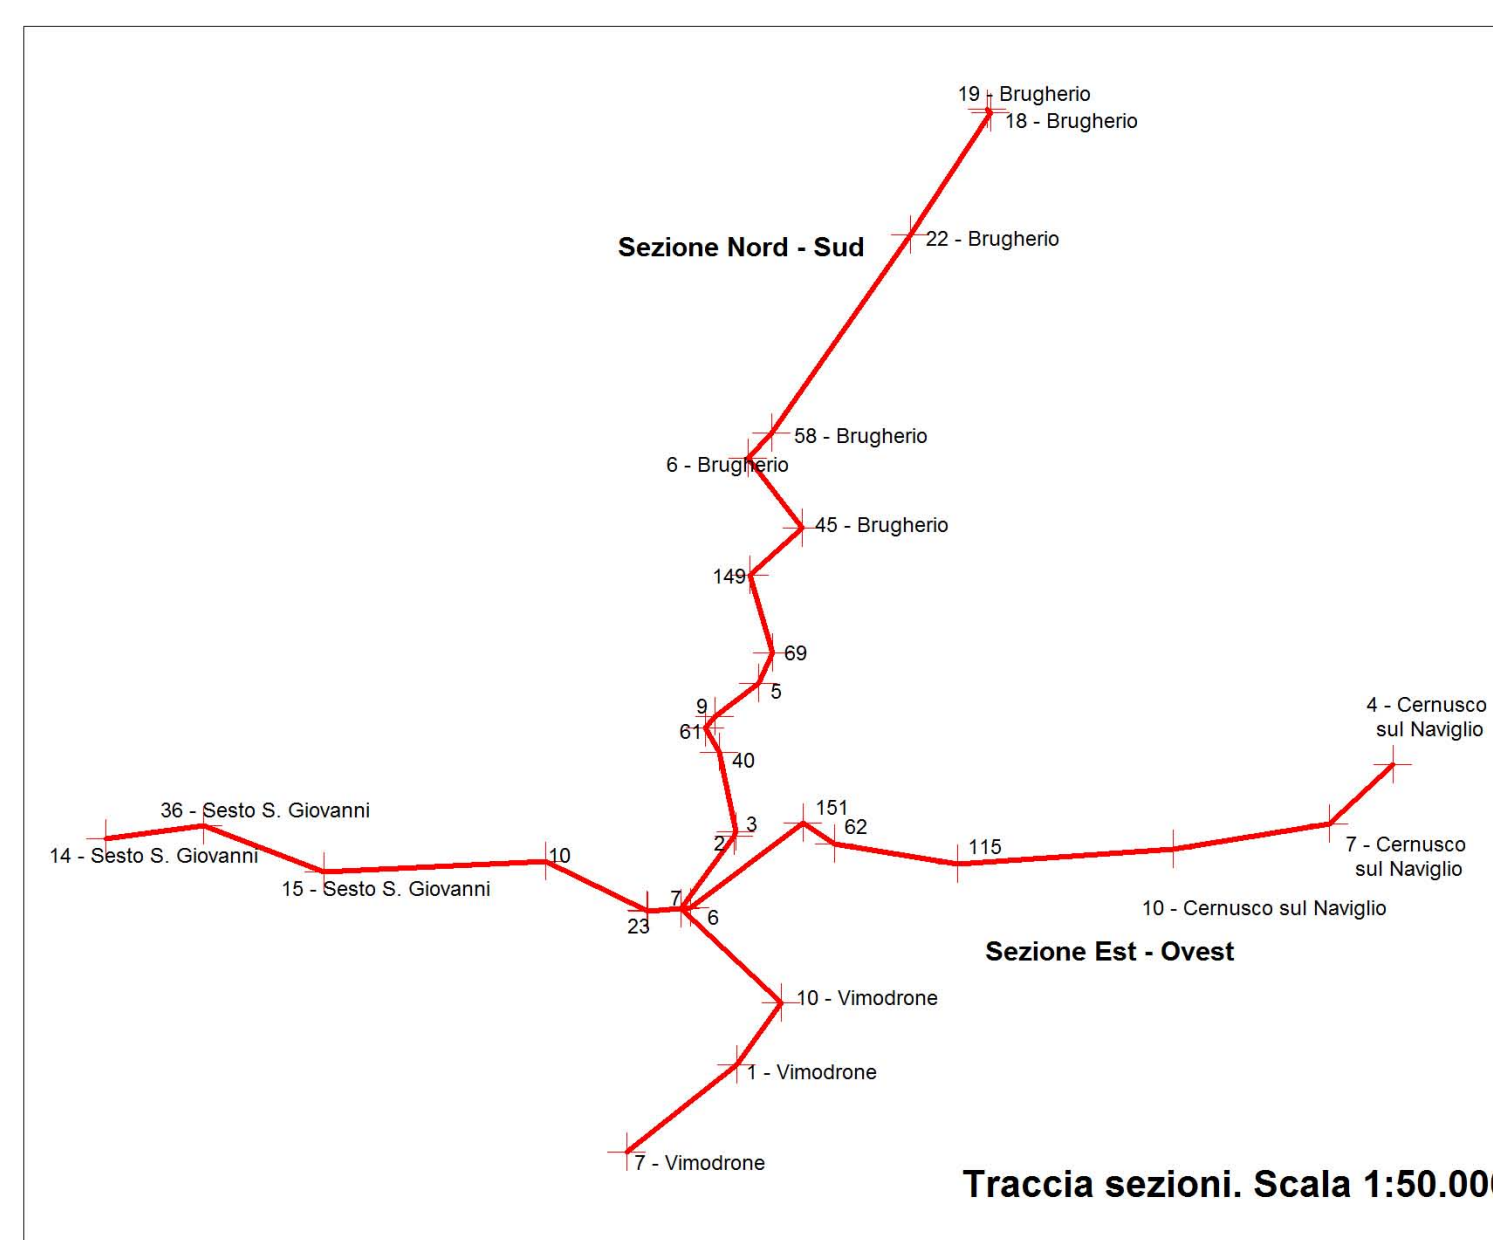 19 - Brugherio
18 - Brugherio
22 - Brugherio
Sezione Nord - Sud
58 - Brugherio
6 - Brugherio
45 - Brugherio
149
69
5
9
61
40
4 - Cernusco
sul Naviglio
36 - Sesto S. Giovanni
151
3
62
2
14 - Sesto S. Giovanni
10
115
7 - Cernusco
sul Naviglio
15 - Sesto S. Giovanni
7
6
23
10 - Cernusco sul Naviglio
Sezione Est - Ovest
10 - Vimodrone
1 - Vimodrone
7 - Vimodrone
Traccia sezioni. Scala 1:50.00